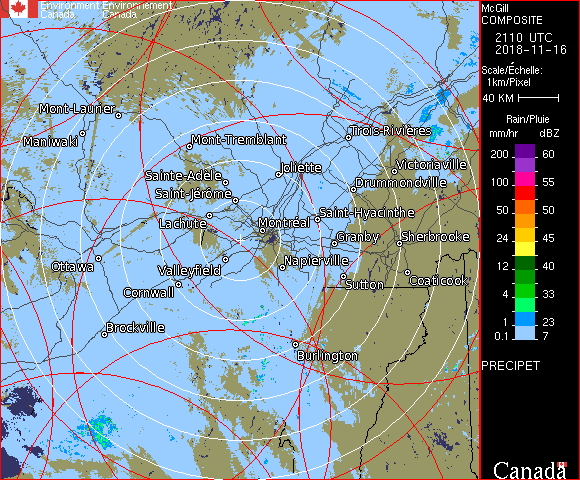 Environment Environnement
Canada Canada
Mont-Laurier
Maniwaki
Mont-Tremblant
Trois-Rivières
Joliette
Victoriaville
Sainte-Adele
Drummondville
Saint-Jérôme
Saint-Hyacinthe
Lachute
Montréal
Granby
Sherbrooke
Ottawa
Valleyfield
Napierville
Cornwall
Sutton
Coaticook
Brockville
Burlington
McGill
COMPOSITE
2110 UTC
2018-11-16
Scale/Échelle:
1km/Pixel
40 KM
Rain/Pluie
mm/hr dBZ
200 60
100 55
50 50
24 45
12 40
4 33
1 23
0.1 7
PRECIPET
Canada